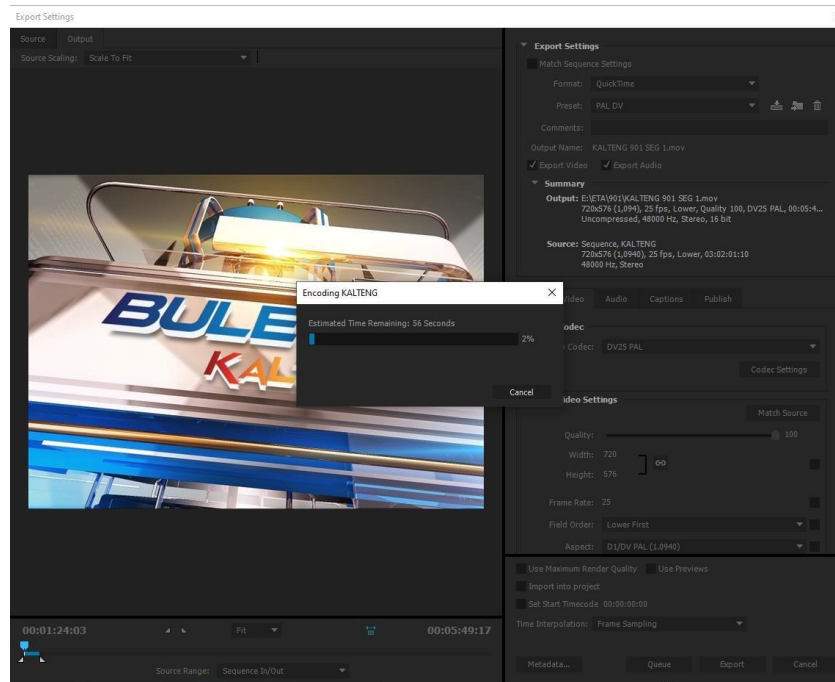 Export Settings
Source Output
Source Scaling: Scale To Fit
BULE
KAL
00:01:24:03 Fit 00:05:49:17
Source Range: Sequence In/Out
Encoding KALTENG
Estimated Time Remaining: 56 Seconds
2%
Cancel
Export Settings
Match Sequence Settings
Format: QuickTime
Preset: PAL DV
Comments:
Output Name: KALTENG 901 SEG 1.mov
Export Video Export Audio
Summary
Output: E:\ETA\901\KALTENG 901 SEG 1.mov
720x576 (1,094), 25 fps, Lower, Quality 100, DV25 PAL, 00:05:4...
Uncompressed, 48000 Hz, Stereo, 16 bit
Source: Sequence, KALTENG
720x576 (1,0940), 25 fps, Lower, 03:02:01:10
48000 Hz, Stereo
Video Audio Captions Publish
Codec
Codec: DV25 PAL
Codec Settings
Video Settings
Match Source
Quality: 100
Width: 720
Height: 576
Frame Rate: 25
Field Order: Lower First
Aspect: D1/DV PAL (1.0940)
Use Maximum Render Quality Use Previews
Import into project
Set Start Timecode 00:00:00:00
Time Interpolation: Frame Sampling
Metadata... Queue Export Cancel